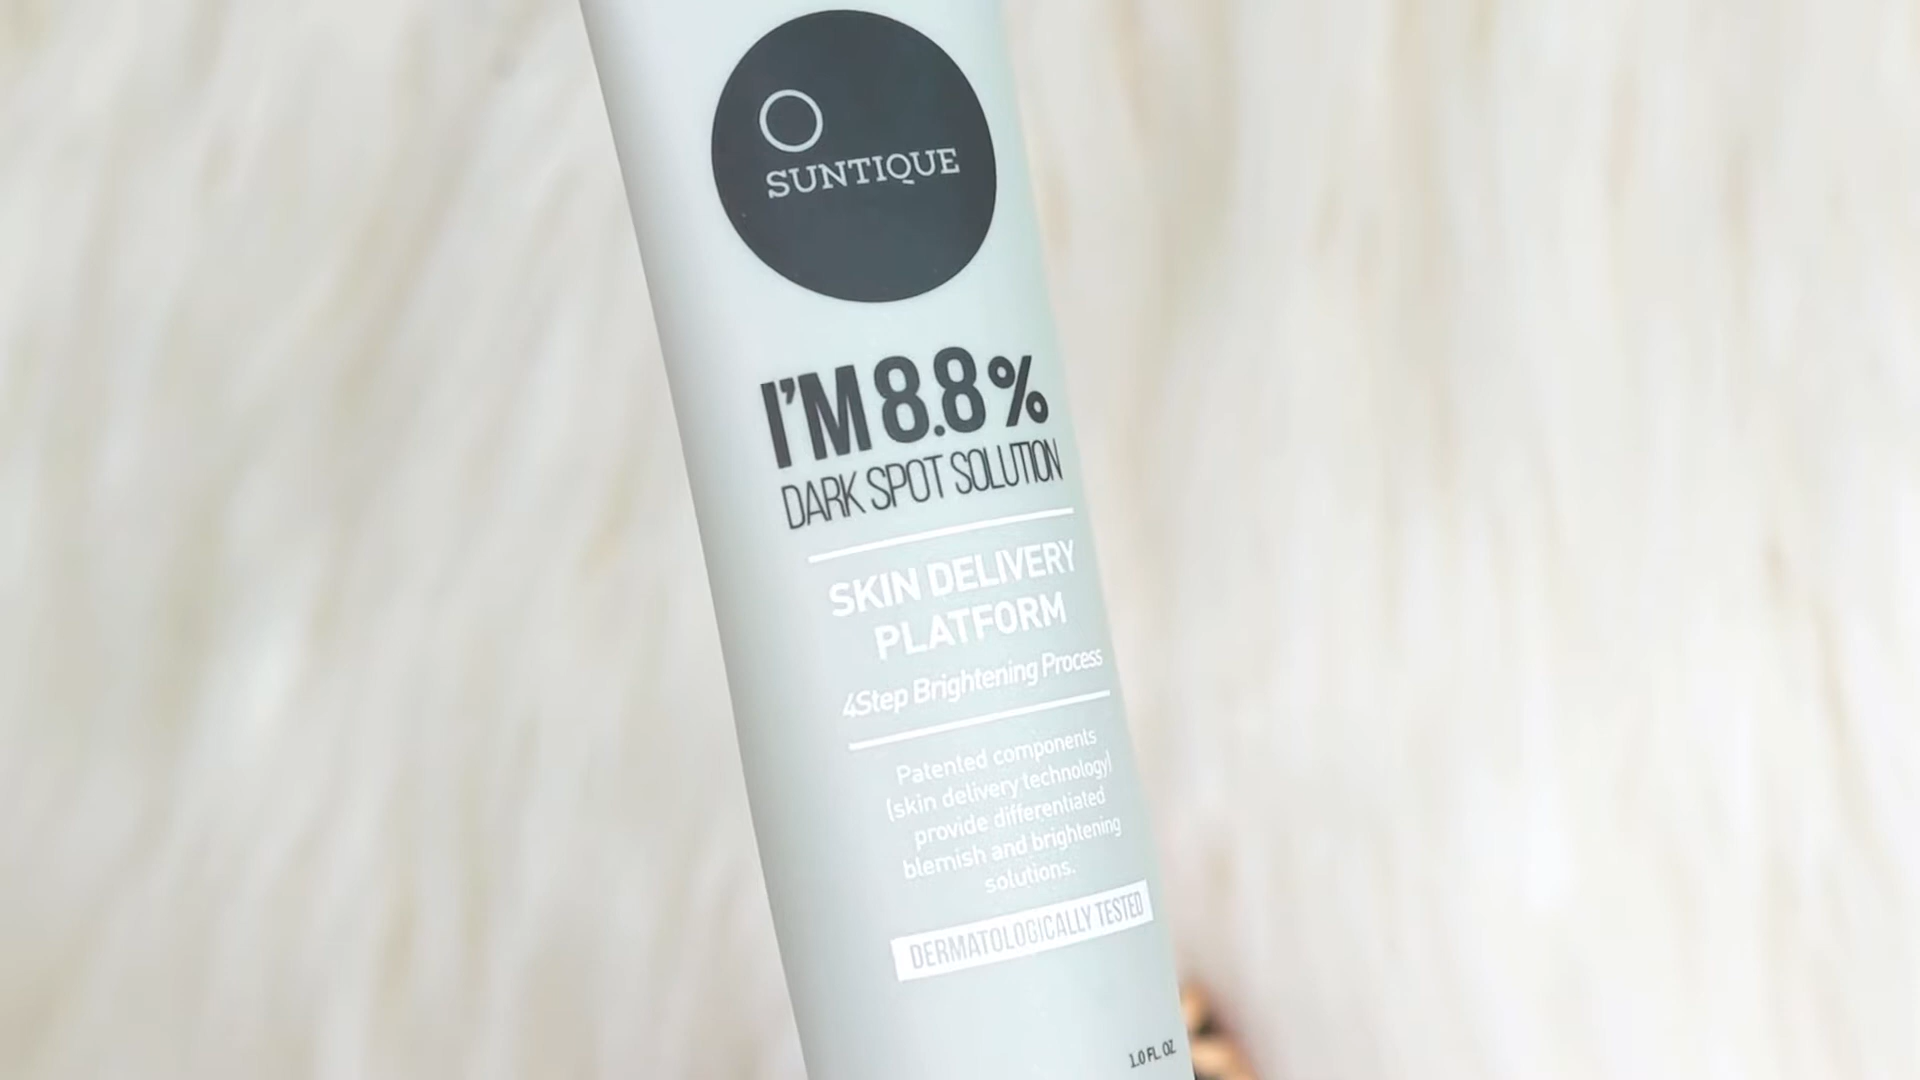 SUNTIQUE
I'M 8.8%
DARK SPOT SOLUTION
SKIN DELIVERY
PLATFORM
4Step Brightening Process
Patented components
(skin delivery technology)
provide differentiated
blemish and brightening
solutions.
DERMATOLOGICALLY TESTED
1.0 FL. OZ.